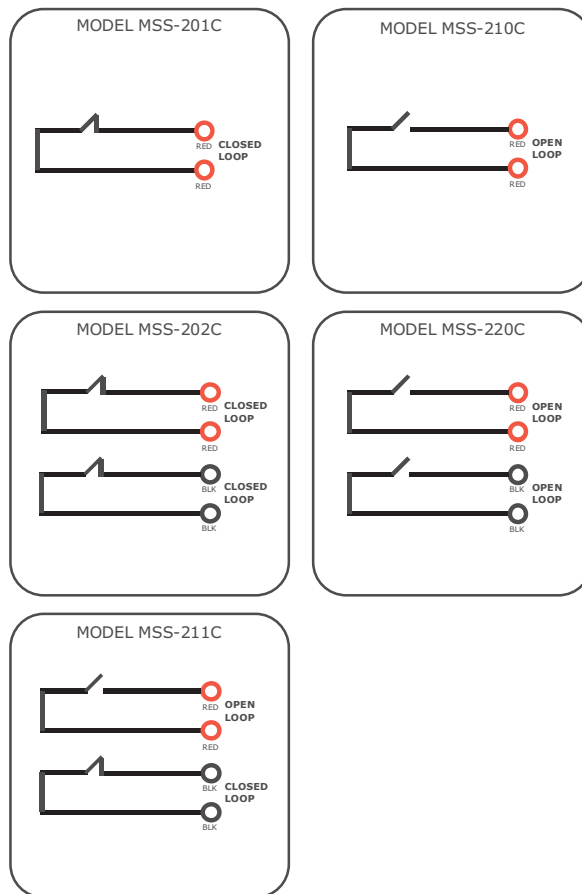 MODEL MSS-201C
RED
CLOSED
LOOP
RED
MODEL MSS-210C
RED
OPEN
LOOP
RED
MODEL MSS-202C
RED
CLOSED
LOOP
RED
BLK
CLOSED
LOOP
BLK
MODEL MSS-220C
RED
OPEN
LOOP
RED
BLK
OPEN
LOOP
BLK
MODEL MSS-211C
RED
OPEN
LOOP
RED
BLK
CLOSED
LOOP
BLK